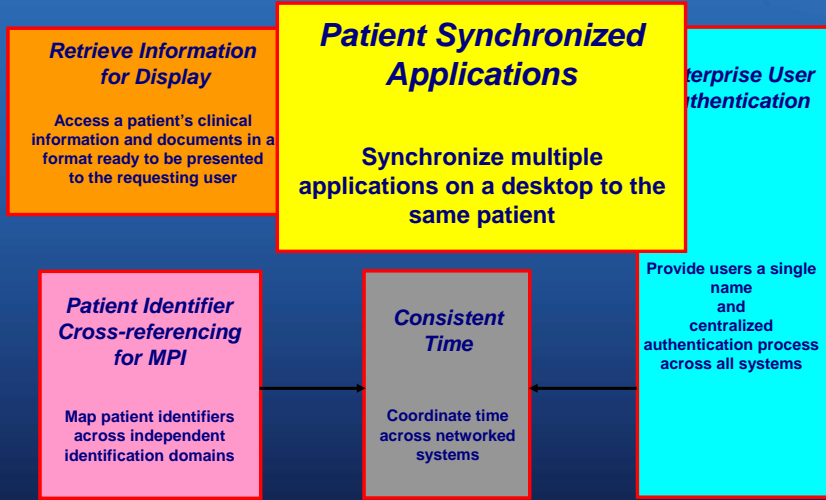 Retrieve Information
for Display
Access a patient's clinical
information and documents in a
format ready to be presented
to the requesting user
Patient Synchronized
Applications
Synchronize multiple
applications on a desktop to the
same patient
terprise User
thentication
Provide users a single
name
and
centralized
authentication process
across all systems
Patient Identifier
Cross-referencing
for MPI
Map patient identifiers
across independent
identification domains
Consistent
Time
Coordinate time
across networked
systems